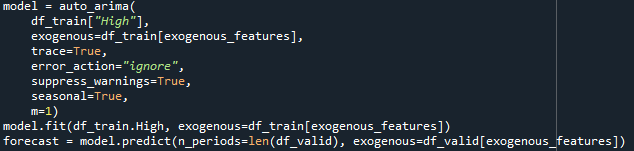 model = auto_arima(
    df_train["High"],
    exogenous=df_train[exogenous_features],
    trace=True,
    error_action="ignore",
    suppress_warnings=True,
    seasonal=True,
    m=1)
model.fit(df_train.High, exogenous=df_train[exogenous_features])
forecast = model.predict(n_periods=len(df_valid), exogenous=df_valid[exogenous_features])